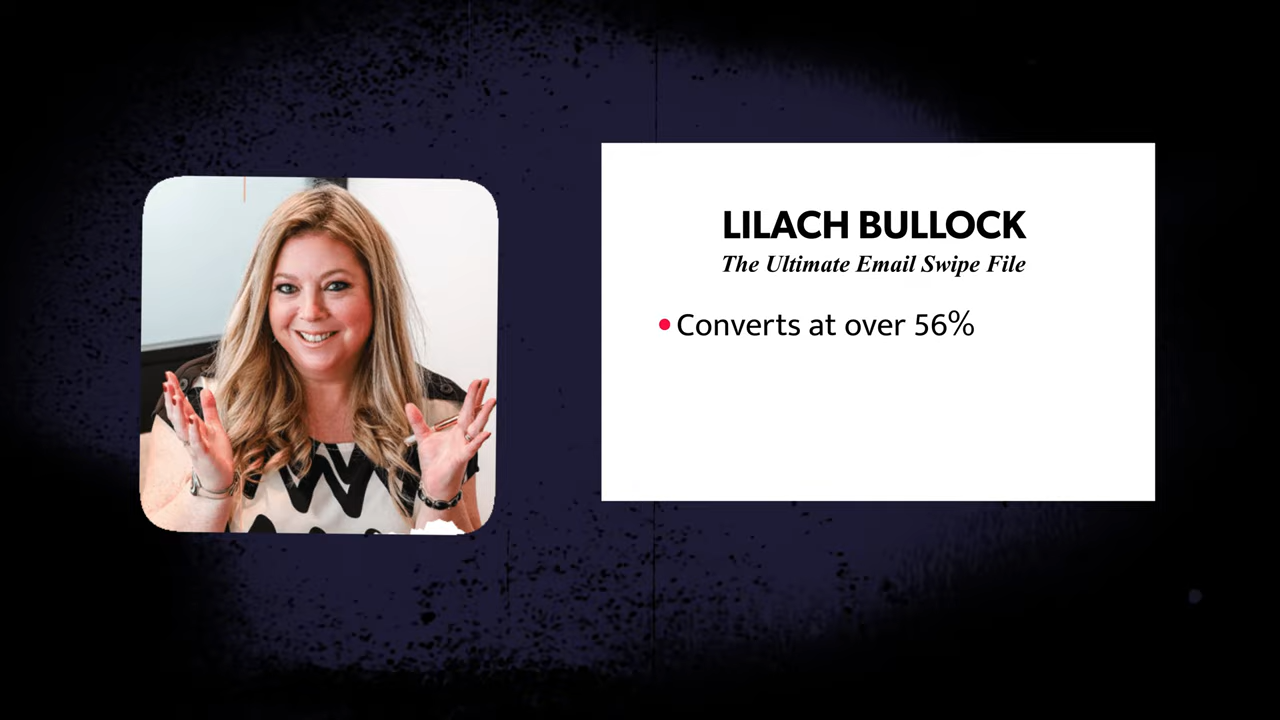 LILACH BULLOCK
The Ultimate Email Swipe File
• Converts at over 56%